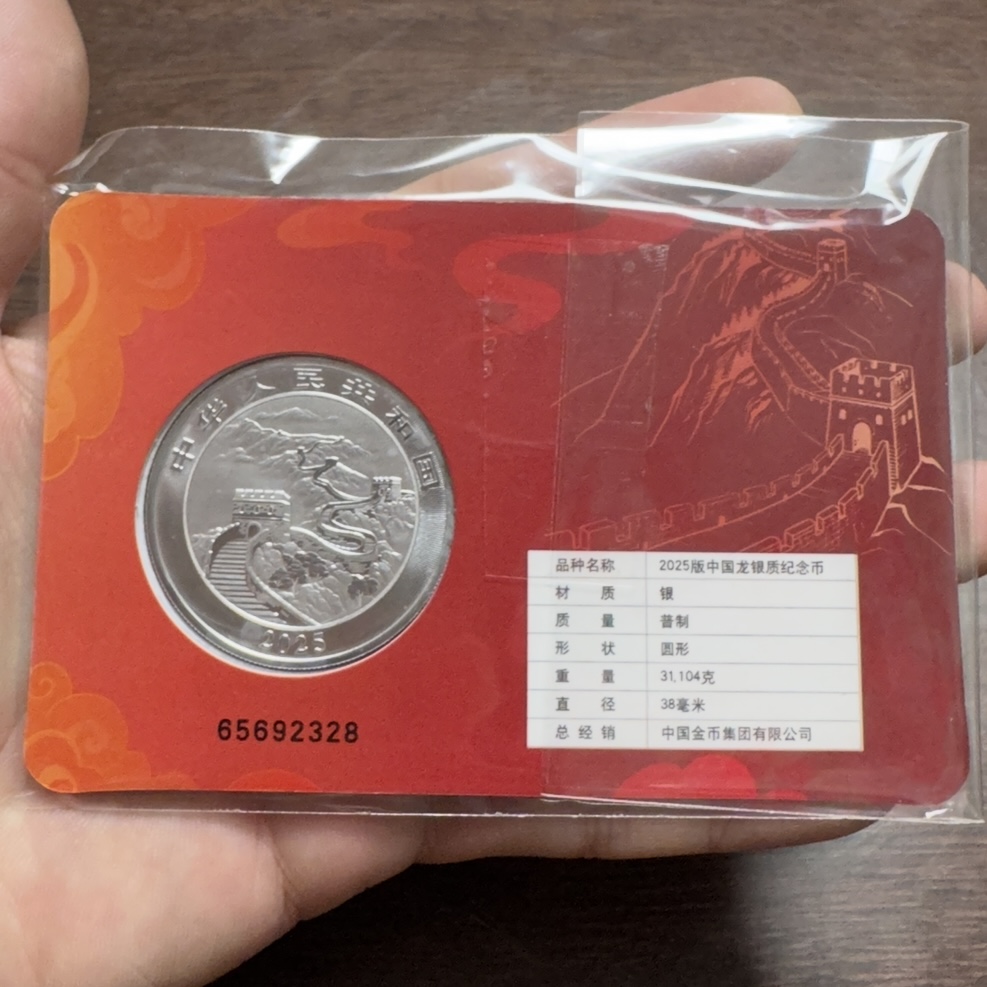 中华人民共和国
2025
65692328
品种名称 2025版中国龙银质纪念币
材质 银
质量 普制
形状 圆形
重量 31.104克
直径 38毫米
总经销 中国金币集团有限公司